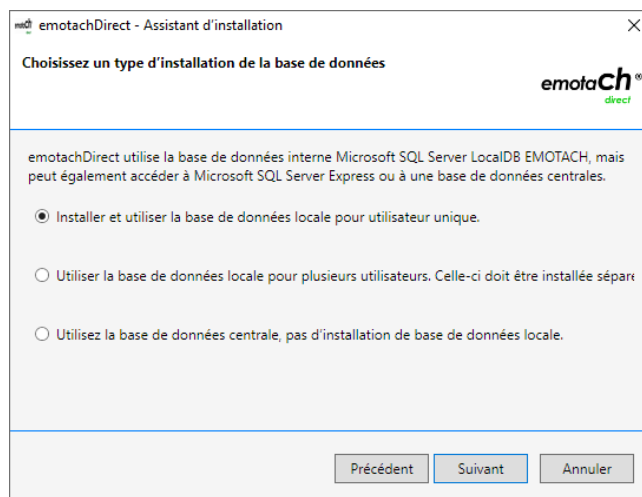 emotachDirect - Assistant d'installation
Choisissez un type d'installation de la base de données
emotach®
direct
emotachDirect utilise la base de données interne Microsoft SQL Server LocalDB EMOTACH, mais
peut également accéder à Microsoft SQL Server Express ou à une base de données centrales.
Installer et utiliser la base de données locale pour utilisateur unique.
Utiliser la base de données locale pour plusieurs utilisateurs. Celle-ci doit être installée sépare
Utilisez la base de données centrale, pas d'installation de base de données locale.
Précédent Suivant Annuler